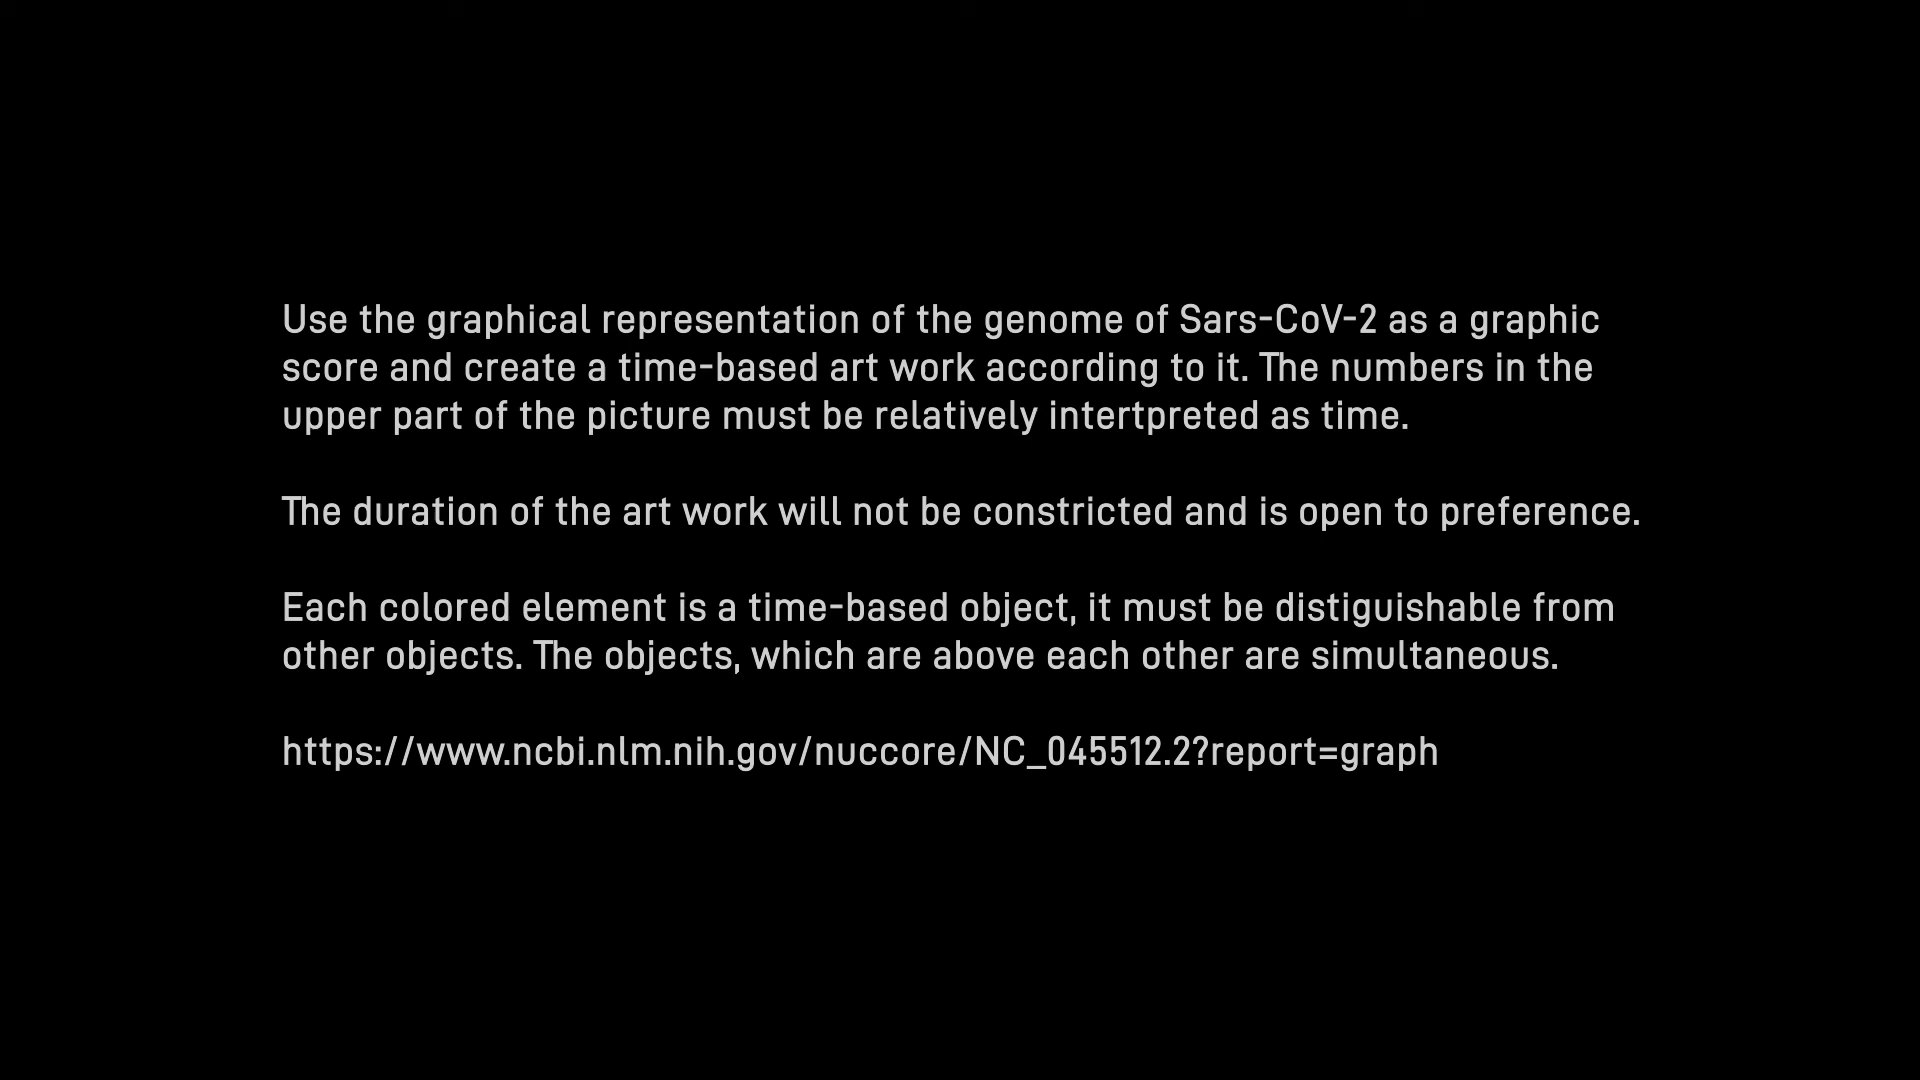 Use the graphical representation of the genome of Sars-CoV-2 as a graphic
score and create a time-based art work according to it. The numbers in the
upper part of the picture must be relatively intertpreted as time.
The duration of the art work will not be constricted and is open to preference.
Each colored element is a time-based object, it must be distiguishable from
other objects. The objects, which are above each other are simultaneous.
https://www.ncbi.nlm.nih.gov/nuccore/NC_045512.2?report=graph